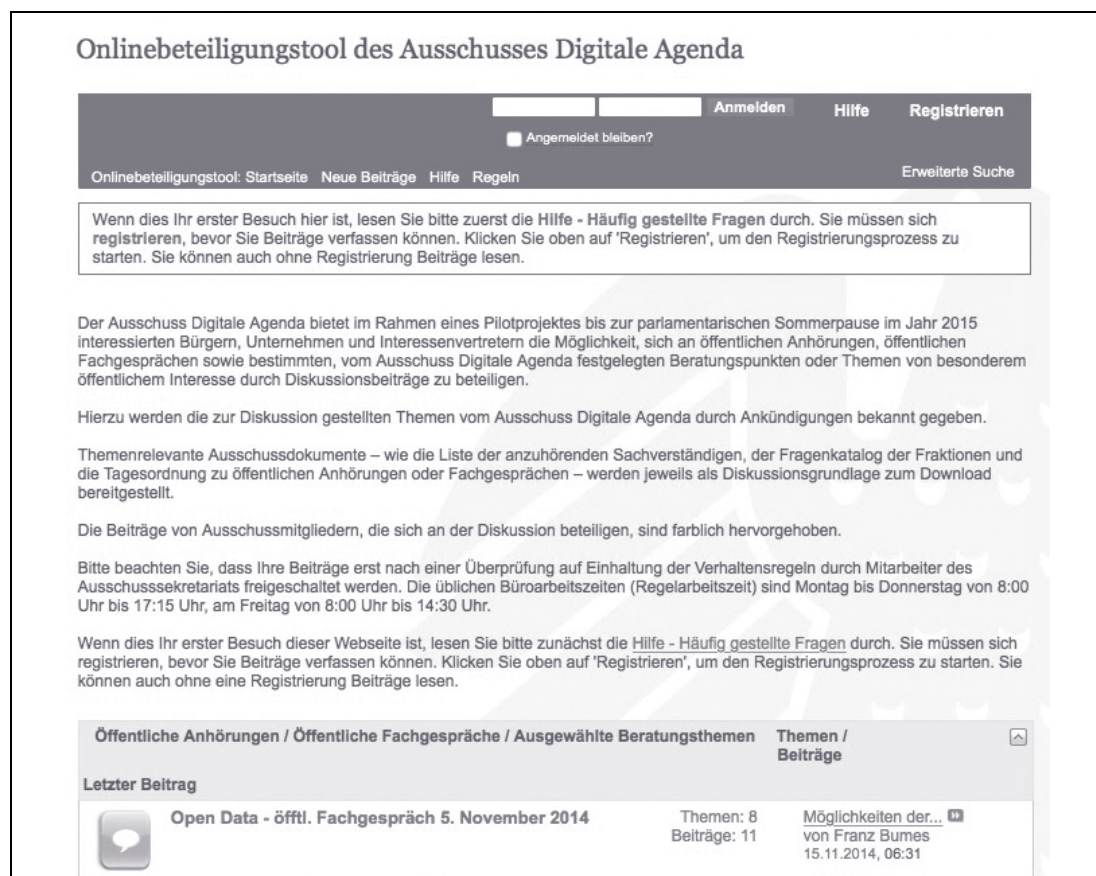 Onlinebeteiligungstool des Ausschusses Digitale Agenda
Anmelden Hilfe Registrieren
Angemeldet bleiben?
Onlinebeteiligungstool: Startseite Neue Beiträge Hilfe Regeln Erweiterte Suche
Wenn dies Ihr erster Besuch hier ist, lesen Sie bitte zuerst die Hilfe - Häufig gestellte Fragen durch. Sie müssen sich
registrieren, bevor Sie Beiträge verfassen können. Klicken Sie oben auf 'Registrieren', um den Registrierungsprozess zu
starten. Sie können auch ohne Registrierung Beiträge lesen.
Der Ausschuss Digitale Agenda bietet im Rahmen eines Pilotprojektes bis zur parlamentarischen Sommerpause im Jahr 2015
interessierten Bürgern, Unternehmen und Interessenvertretern die Möglichkeit, sich an öffentlichen Anhörungen, öffentlichen
Fachgesprächen sowie bestimmten, vom Ausschuss Digitale Agenda festgelegten Beratungspunkten oder Themen von besonderem
öffentlichem Interesse durch Diskussionsbeiträge zu beteiligen.
Hierzu werden die zur Diskussion gestellten Themen vom Ausschuss Digitale Agenda durch Ankündigungen bekannt gegeben.
Themenrelevante Ausschussdokumente – wie die Liste der anzuhörenden Sachverständigen, der Fragenkatalog der Fraktionen und
die Tagesordnung zu öffentlichen Anhörungen oder Fachgesprächen – werden jeweils als Diskussionsgrundlage zum Download
bereitgestellt.
Die Beiträge von Ausschussmitgliedern, die sich an der Diskussion beteiligen, sind farblich hervorgehoben.
Bitte beachten Sie, dass Ihre Beiträge erst nach einer Überprüfung auf Einhaltung der Verhaltensregeln durch Mitarbeiter des
Ausschusssekretariats freigeschaltet werden. Die üblichen Büroarbeitszeiten (Regelarbeitszeit) sind Montag bis Donnerstag von 8:00
Uhr bis 17:15 Uhr, am Freitag von 8:00 Uhr bis 14:30 Uhr.
Wenn dies Ihr erster Besuch dieser Webseite ist, lesen Sie bitte zunächst die Hilfe - Häufig gestellte Fragen durch. Sie müssen sich
registrieren, bevor Sie Beiträge verfassen können. Klicken Sie oben auf 'Registrieren', um den Registrierungsprozess zu starten. Sie
können auch ohne eine Registrierung Beiträge lesen.
Öffentliche Anhörungen / Öffentliche Fachgespräche / Ausgewählte Beratungsthemen Themen /
Beiträge
Letzter Beitrag
Open Data - öfftl. Fachgespräch 5. November 2014 Themen: 8 Möglichkeiten der...
Beiträge: 11 von Franz Bumes
15.11.2014, 06:31